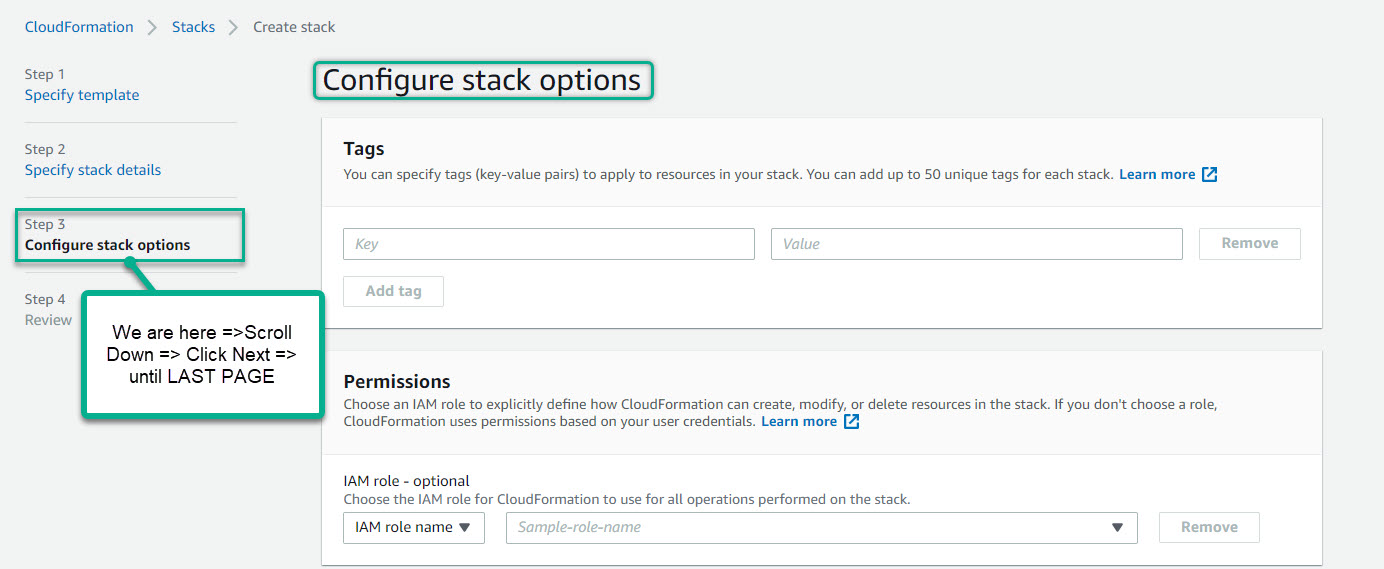 CloudFormation > Stacks > Create stack
Step 1
Specify template
Step 2
Specify stack details
Step 3
Configure stack options
Step 4
Review
We are here =>Scroll
Down => Click Next =>
until LAST PAGE
Configure stack options
Tags
You can specify tags (key-value pairs) to apply to resources in your stack. You can add up to 50 unique tags for each stack. Learn more
Key Value Remove
Add tag
Permissions
Choose an IAM role to explicitly define how CloudFormation can create, modify, or delete resources in the stack. If you don't choose a role,
CloudFormation uses permissions based on your user credentials. Learn more
IAM role - optional
Choose the IAM role for CloudFormation to use for all operations performed on the stack.
IAM role name Sample-role-name Remove